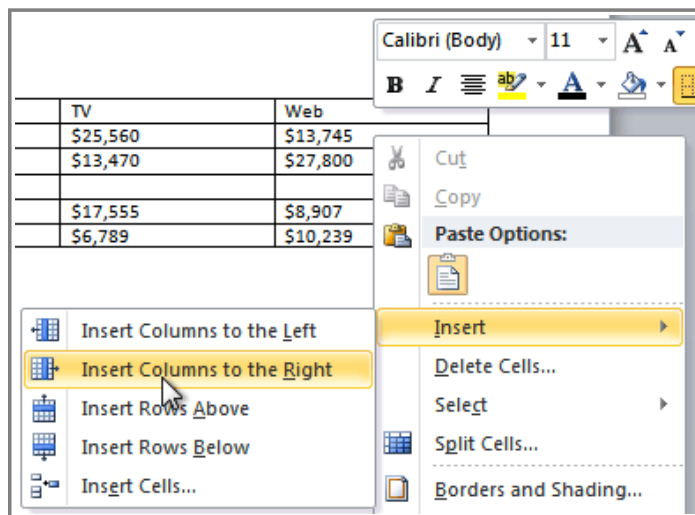 Calibri (Body) 11 A A
B I ab A
TV Web
$25,560 $13,745
$13,470 $27,800
$17,555 $8,907
$6,789 $10,239
Cut
Copy
Paste Options:
Insert
Delete Cells...
Select
Split Cells...
Borders and Shading...
Insert Columns to the Left
Insert Columns to the Right
Insert Rows Above
Insert Rows Below
Insert Cells...